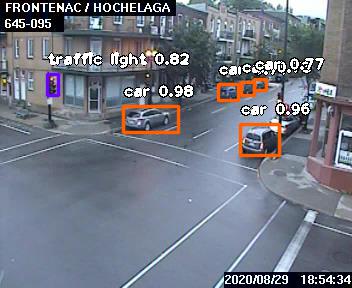 FRONTENAC / HOCHELAGA
645-095
traffic light 0.82
car 0.77
car 0.98
car 0.96
2020/08/29 18:54:34